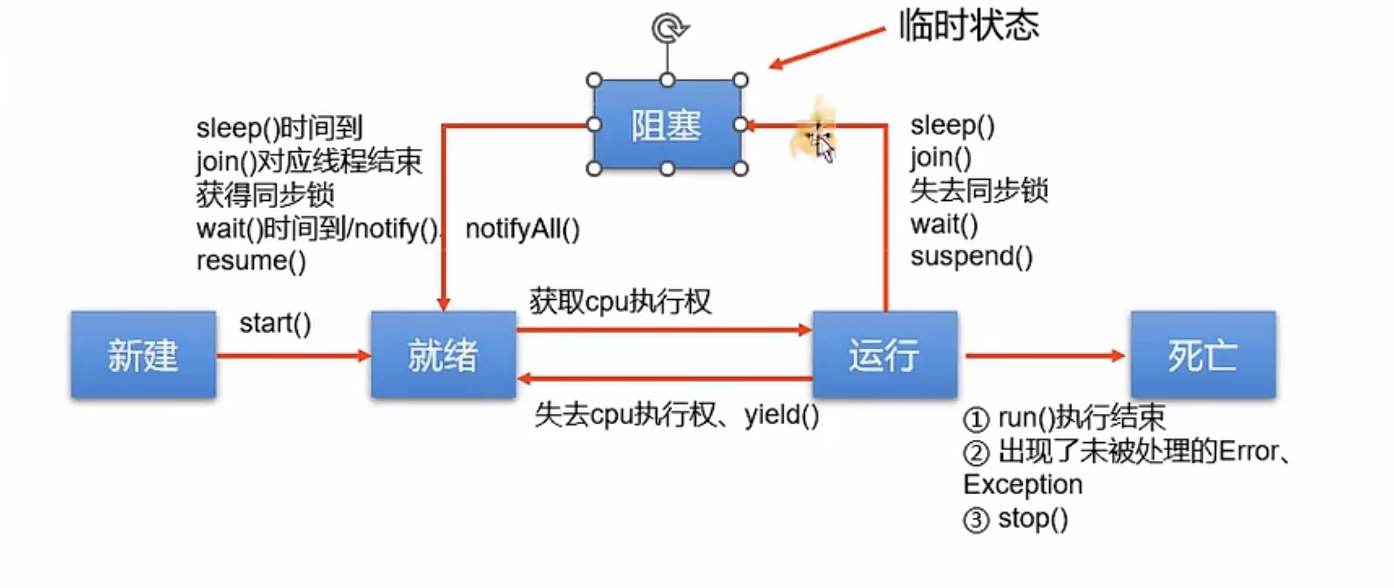 临时状态
阻塞
sleep()时间到
join()对应线程结束
获得同步锁
wait()时间到/notify()、notifyAll()
resume()
sleep()
join()
失去同步锁
wait()
suspend()
新建
start()
就绪
获取cpu执行权
失去cpu执行权、yield()
运行
死亡
① run()执行结束
② 出现了未被处理的Error、
Exception
③ stop()